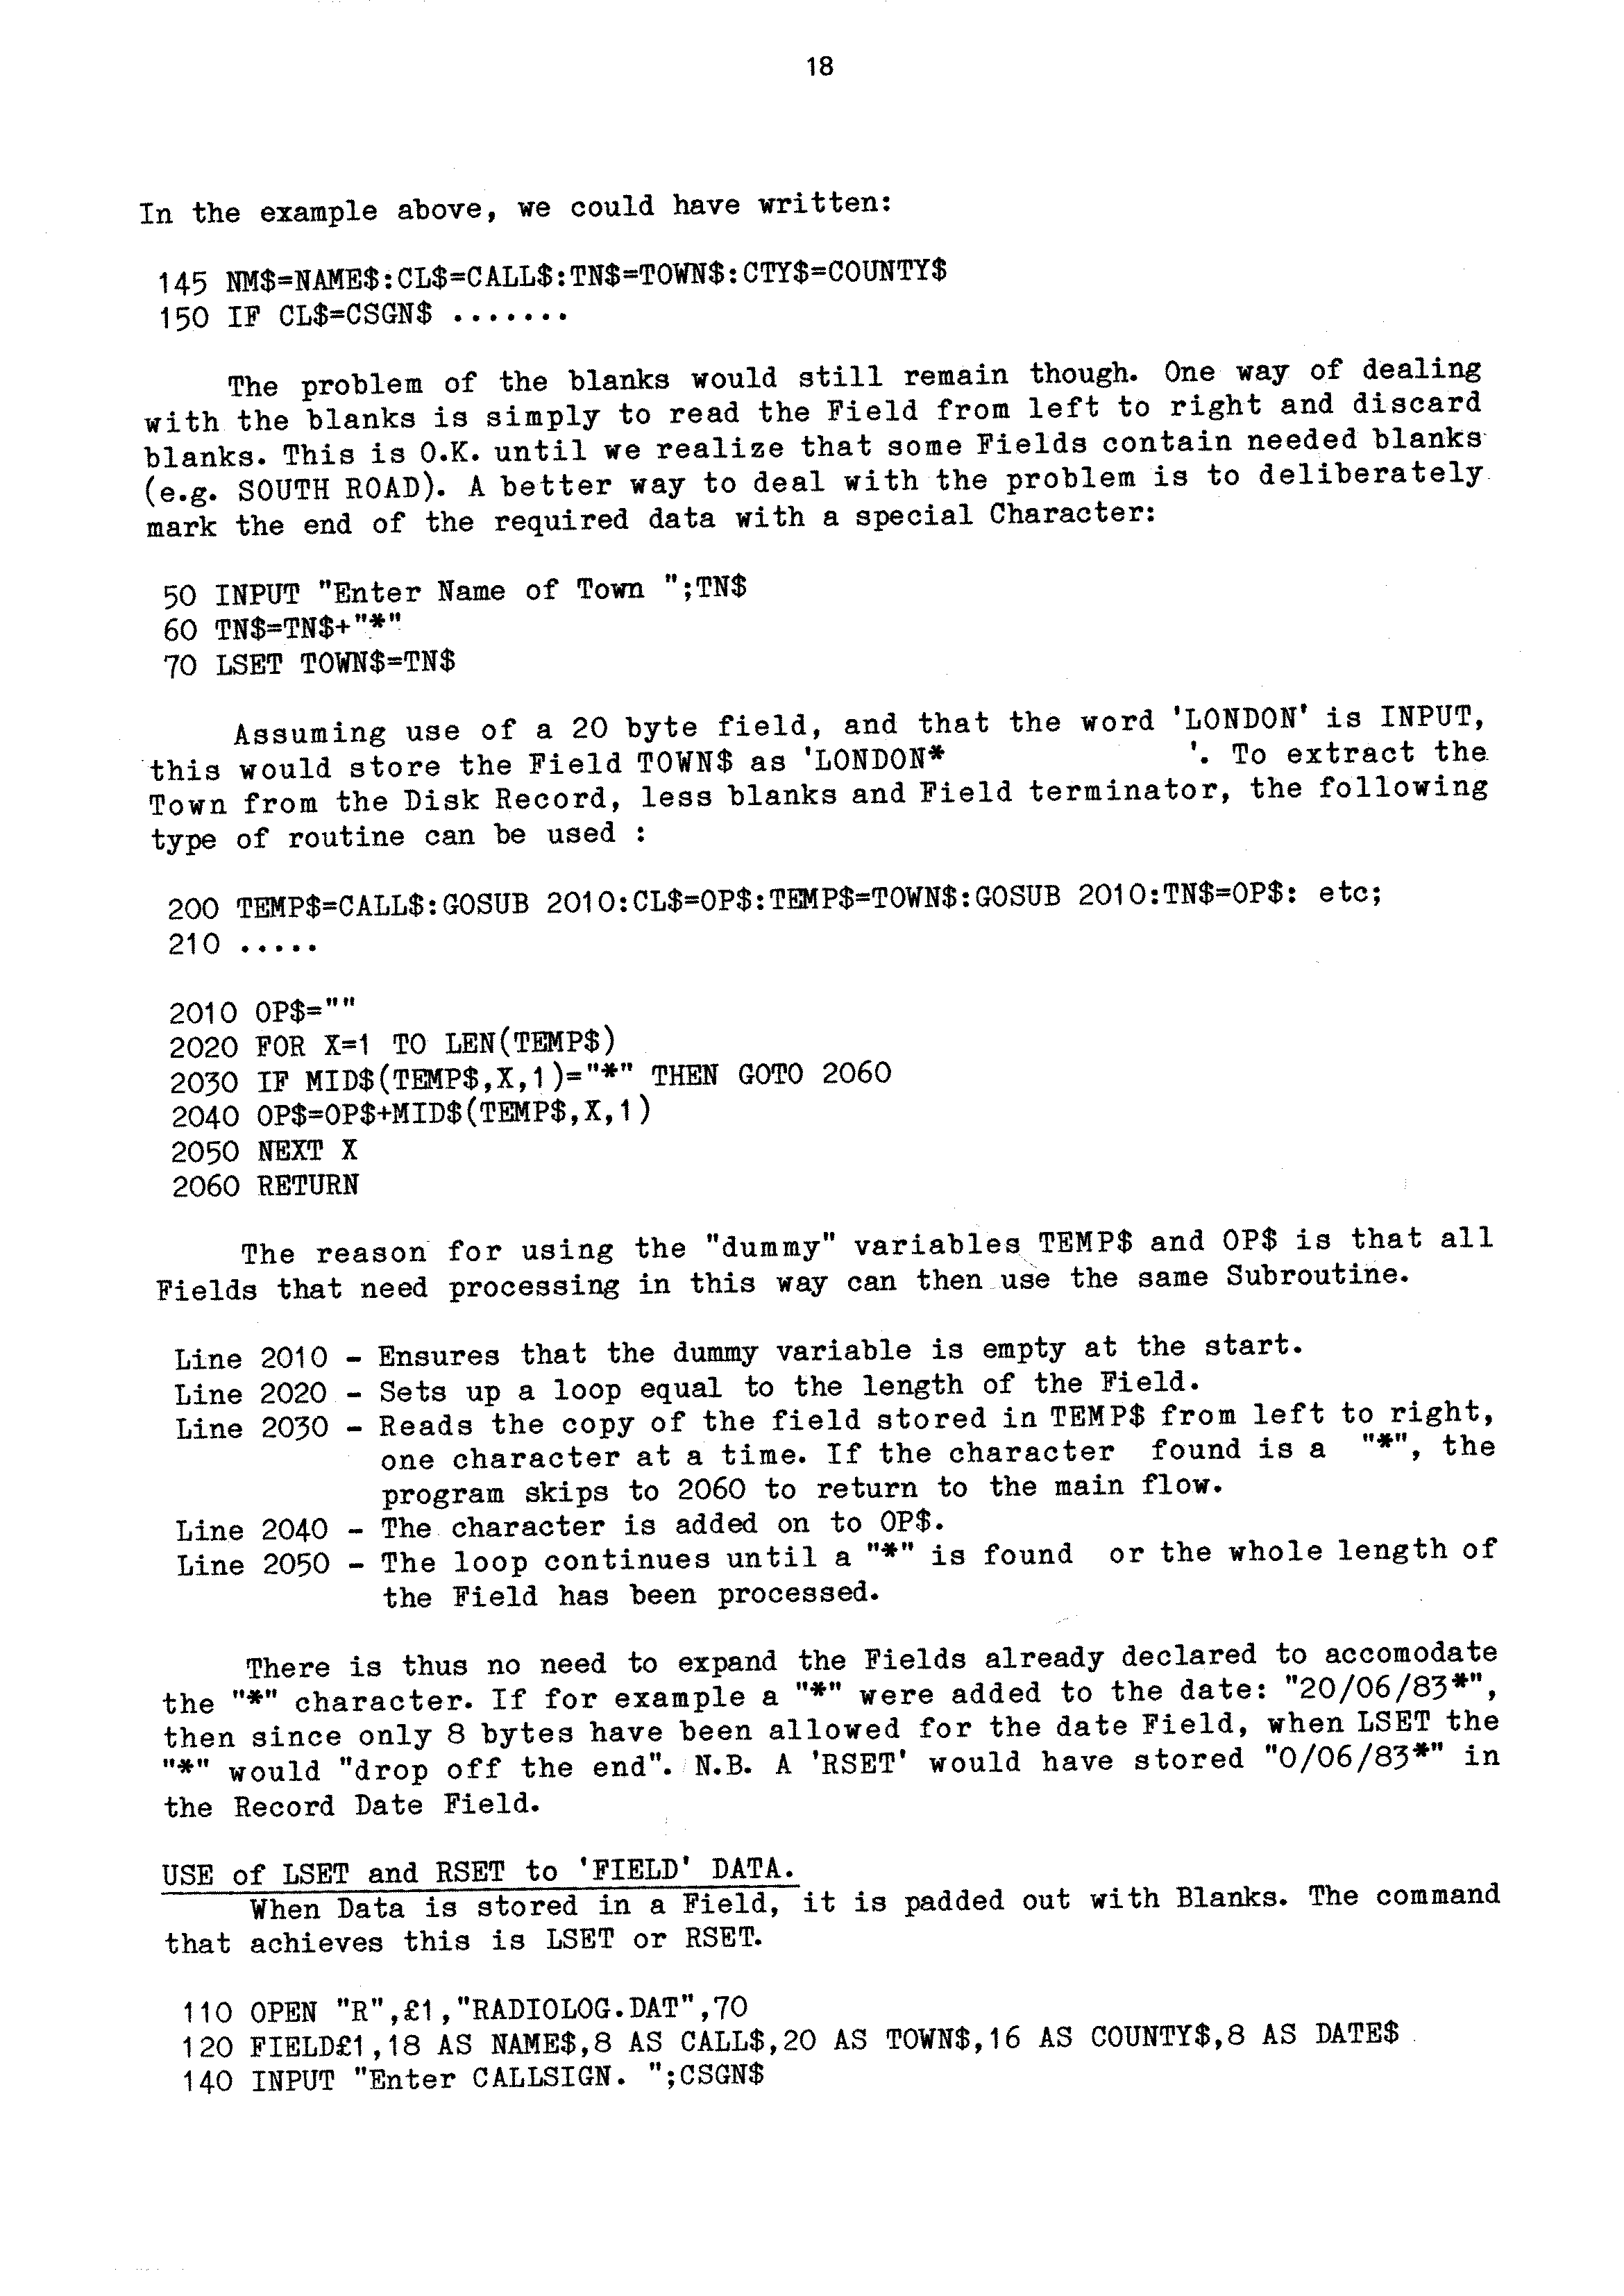 18
In the example above, we could have written:
145 NM$=NAME$:CL$=CALL$:TN$=TOWN$:CTY$=COUNTY$
150 IF CL$=CSGN$ .......
The problem of the blanks would still remain though. One way of dealing
with the blanks is simply to read the Field from left to right and discard
blanks. This is O.K. until we realize that some Fields contain needed blanks
(e.g. SOUTH ROAD). A better way to deal with the problem is to deliberately
mark the end of the required data with a special Character:
50 INPUT "Enter Name of Town ";TN$
60 TN$=TN$+"*"
70 LSET TOWN$=TN$
Assuming use of a 20 byte field, and that the word 'LONDON' is INPUT,
this would store the Field TOWN$ as 'LONDON*             '. To extract the
Town from the Disk Record, less blanks and Field terminator, the following
type of routine can be used :
200 TEMP$=CALL$:GOSUB 2010:CL$=OP$:TEMP$=TOWN$:GOSUB 2010:TN$=OP$: etc;
210 .....
2010 OP$=""
2020 FOR X=1 TO LEN(TEMP$)
2030 IF MID$(TEMP$,X,1)="*" THEN GOTO 2060
2040 OP$=OP$+MID$(TEMP$,X,1)
2050 NEXT X
2060 RETURN
The reason for using the "dummy" variables TEMP$ and OP$ is that all
Fields that need processing in this way can then use the same Subroutine.
Line 2010 - Ensures that the dummy variable is empty at the start.
Line 2020 - Sets up a loop equal to the length of the Field.
Line 2030 - Reads the copy of the field stored in TEMP$ from left to right,
one character at a time. If the character found is a "*", the
program skips to 2060 to return to the main flow.
Line 2040 - The character is added on to OP$.
Line 2050 - The loop continues until a "*" is found or the whole length of
the Field has been processed.
There is thus no need to expand the Fields already declared to accomodate
the "*" character. If for example a "*" were added to the date: "20/06/83*",
then since only 8 bytes have been allowed for the date Field, when LSET the
"*" would "drop off the end". N.B. A 'RSET' would have stored "0/06/83*" in
the Record Date Field.
USE of LSET and RSET to 'FIELD' DATA.
When Data is stored in a Field, it is padded out with Blanks. The command
that achieves this is LSET or RSET.
110 OPEN "R",£1,"RADIOLOG.DAT",70
120 FIELD£1,18 AS NAME$,8 AS CALL$,20 AS TOWN$,16 AS COUNTY$,8 AS DATE$
140 INPUT "Enter CALLSIGN. ";CSGN$